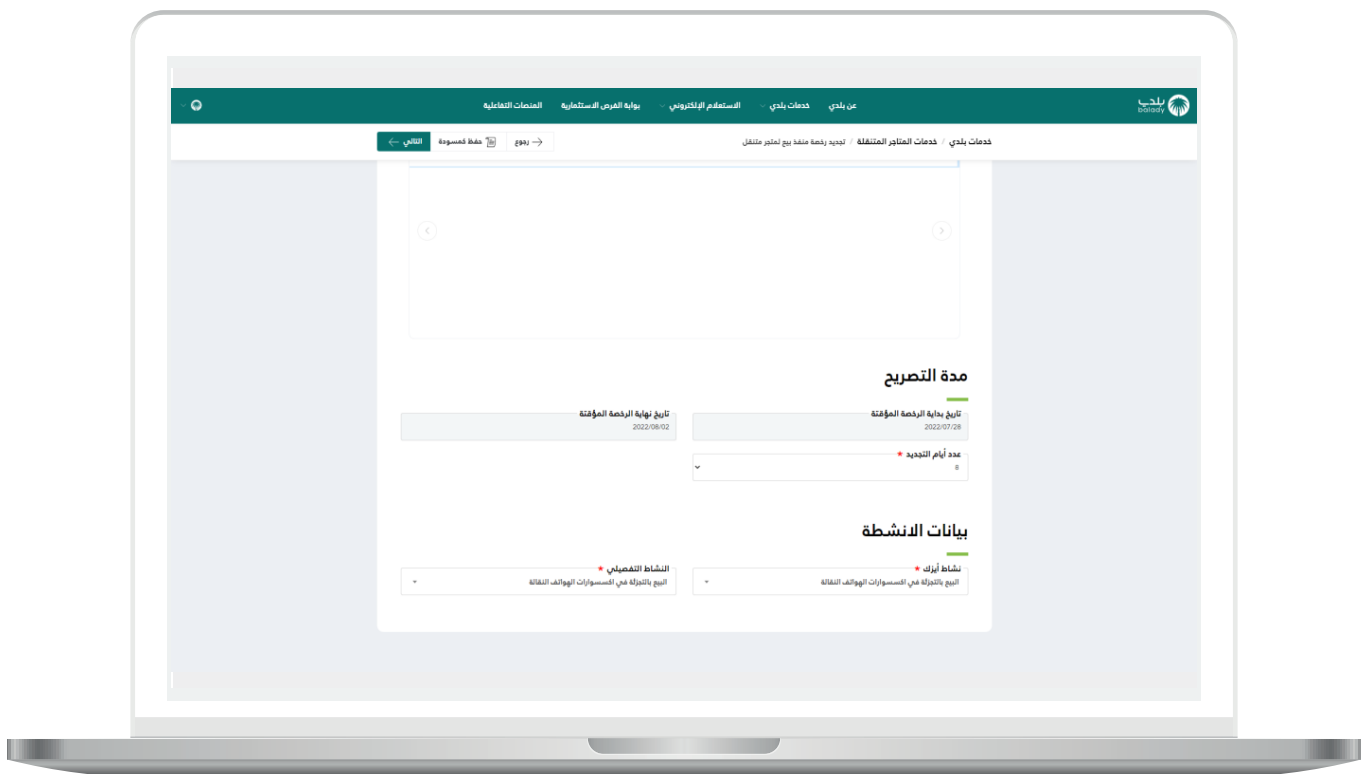 بلدي
balady
عن بلدي
خدمات بلدي
الاستعلام الإلكتروني
بوابة الفرص الاستثمارية
المنصات التفاعلية
خدمات بلدي / خدمات المتاجر المتنقلة / تجديد رخصة منفذ بيع لمتجر متنقل
رجوع
حفظ كمسودة
التالي
مدة التصريح
تاريخ بداية الرخصة المؤقتة
2022/07/28
تاريخ نهاية الرخصة المؤقتة
2022/08/02
عدد أيام التجديد *
8
بيانات الانشطة
نشاط أيزك *
البيع بالتجزئة في اكسسوارات الهواتف النقالة
النشاط التفصيلي *
البيع بالتجزئة في اكسسوارات الهواتف النقالة